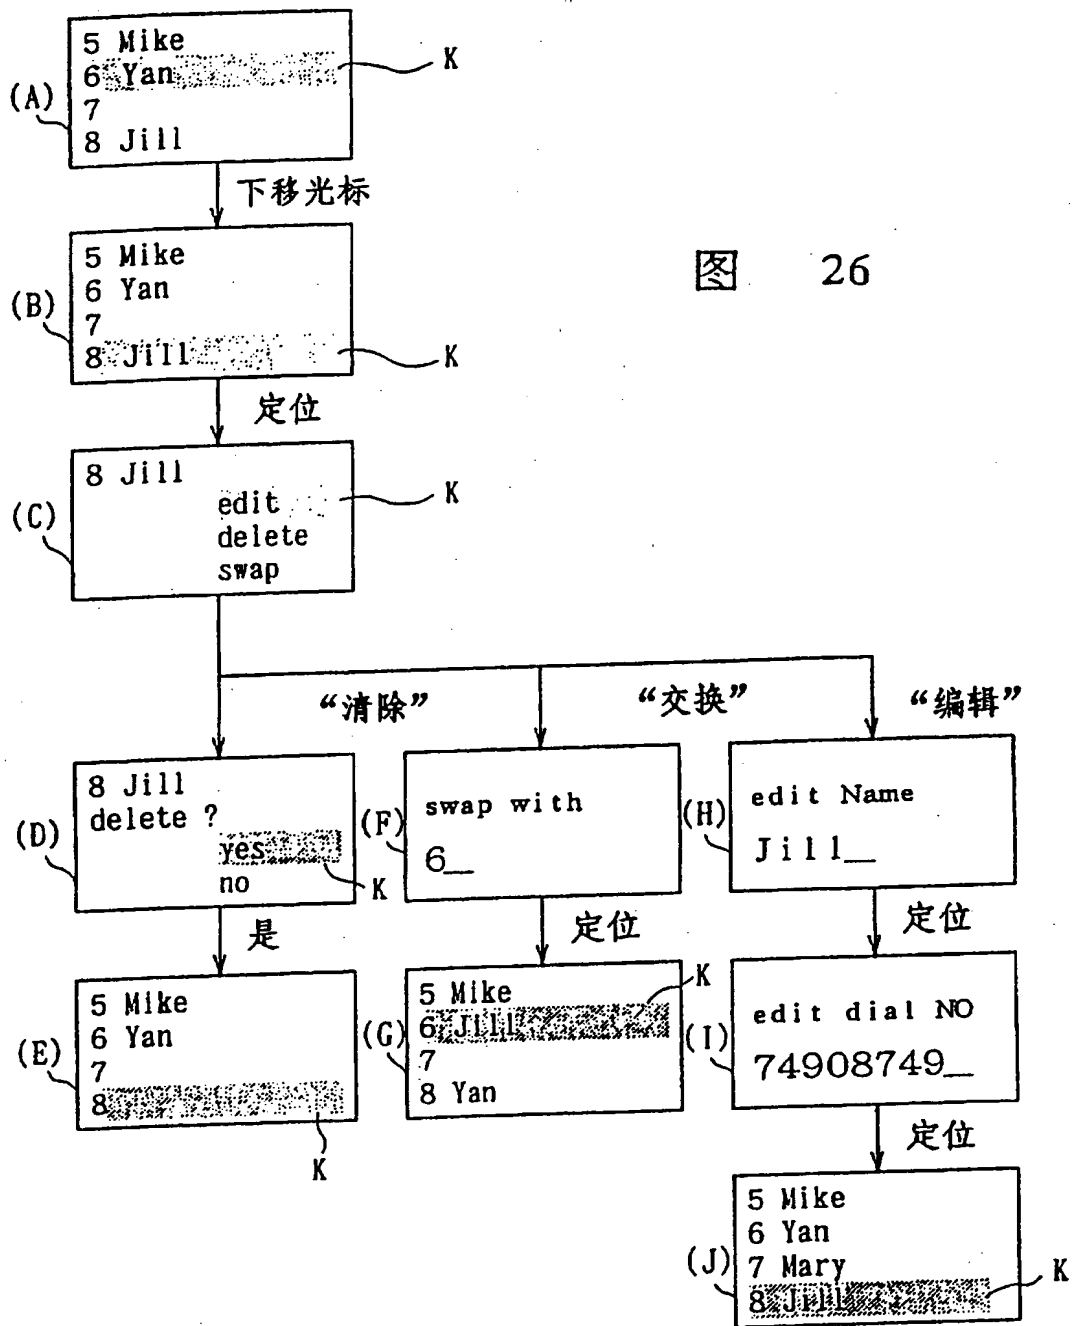 (A)
5 Mike
6 Yan
7
8 Jill
K
下移光标
(B)
5 Mike
6 Yan
7
8 Jill
K
图 26
定位
(C)
8 Jill
edit
delete
swap
K
“清除”
“交换”
“编辑”
(D)
8 Jill
delete ?
yes
no
K
是
(E)
5 Mike
6 Yan
7
8
K
(F)
swap with
6_
定位
(G)
5 Mike
6 Jill
7
8 Yan
K
(H)
edit Name
Jill_
定位
(I)
edit dial NO
74908749_
定位
(J)
5 Mike
6 Yan
7 Mary
8 Jill
K